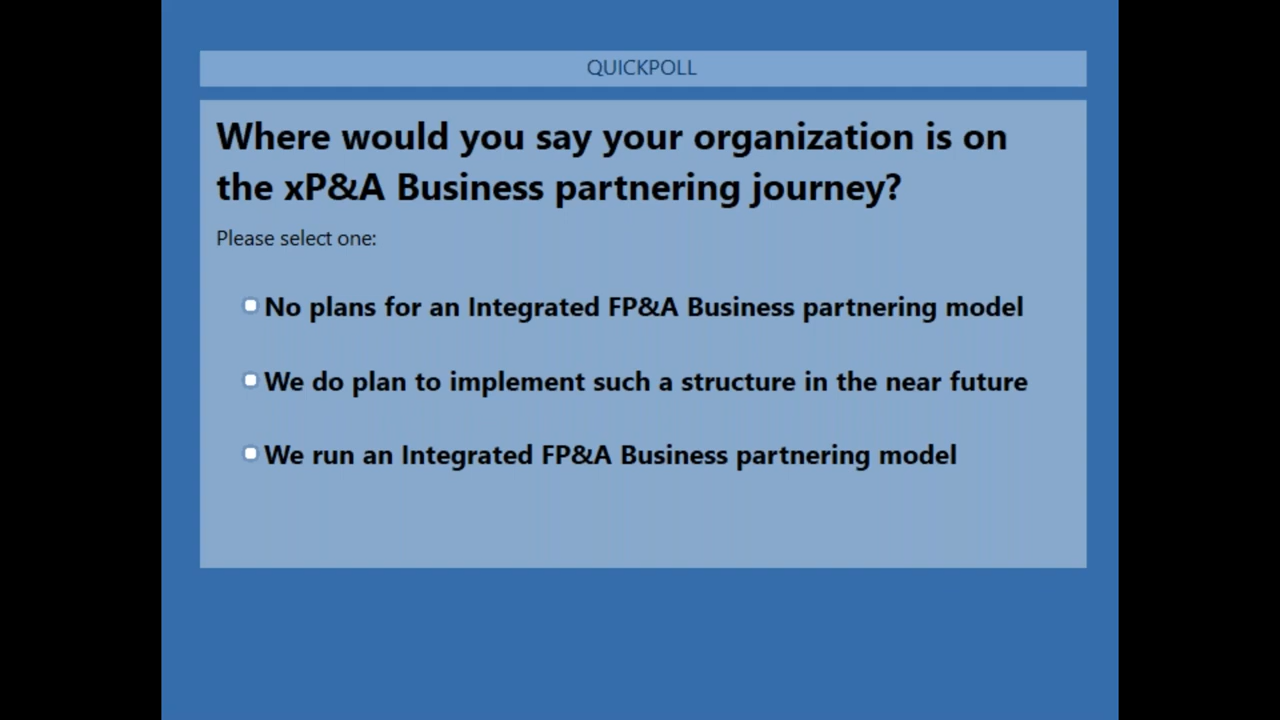 QUICKPOLL
Where would you say your organization is on
the xP&A Business partnering journey?
Please select one:
No plans for an Integrated FP&A Business partnering model
We do plan to implement such a structure in the near future
We run an Integrated FP&A Business partnering model